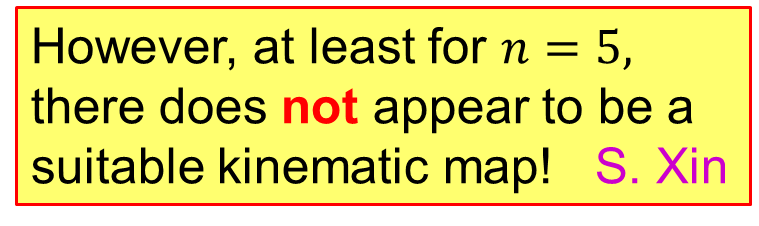 However, at least for n = 5,
there does not appear to be a
suitable kinematic map! S. Xin